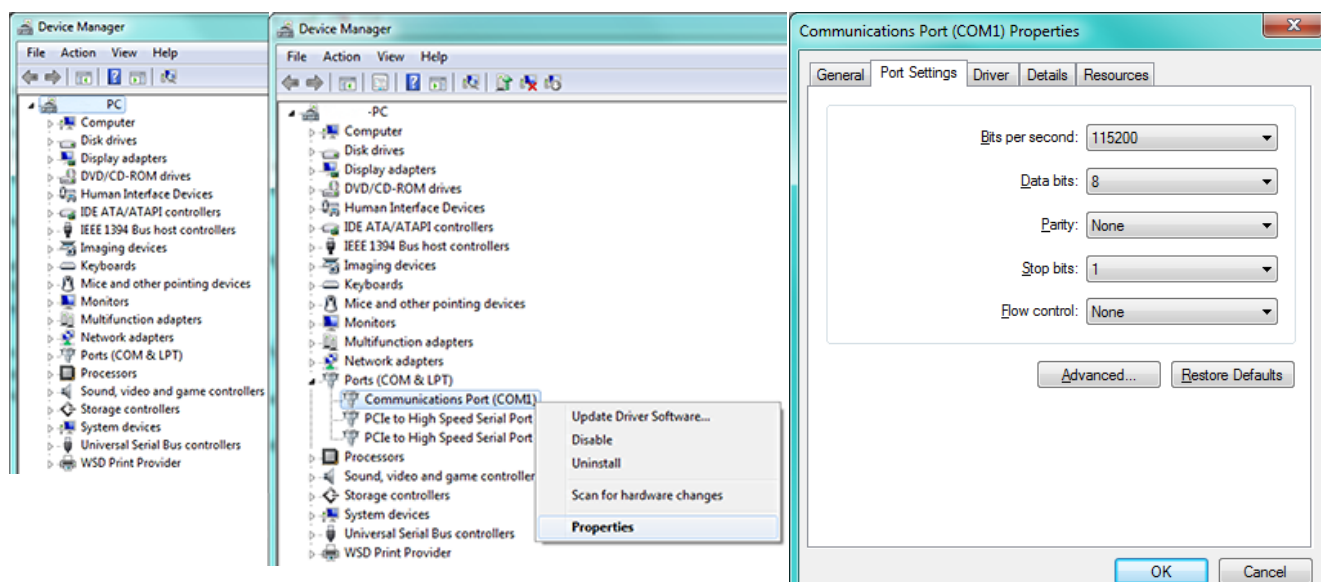 Device Manager
File Action View Help
PC
Computer
Disk drives
Display adapters
DVD/CD-ROM drives
Human Interface Devices
IDE ATA/ATAPI controllers
IEEE 1394 Bus host controllers
Imaging devices
Keyboards
Mice and other pointing devices
Monitors
Multifunction adapters
Network adapters
Ports (COM & LPT)
Processors
Sound, video and game controllers
Storage controllers
System devices
Universal Serial Bus controllers
WSD Print Provider
Device Manager
File Action View Help
-PC
Computer
Disk drives
Display adapters
DVD/CD-ROM drives
Human Interface Devices
IDE ATA/ATAPI controllers
IEEE 1394 Bus host controllers
Imaging devices
Keyboards
Mice and other pointing devices
Monitors
Multifunction adapters
Network adapters
Ports (COM & LPT)
Communications Port (COM1)
PCIe to High Speed Serial Port
PCIe to High Speed Serial Port
Processors
Sound, video and game controller
Storage controllers
System devices
Universal Serial Bus controllers
WSD Print Provider
Update Driver Software...
Disable
Uninstall
Scan for hardware changes
Properties
Communications Port (COM1) Properties
General Port Settings Driver Details Resources
Bits per second: 115200
Data bits: 8
Parity: None
Stop bits: 1
Flow control: None
Advanced... Restore Defaults
OK Cancel